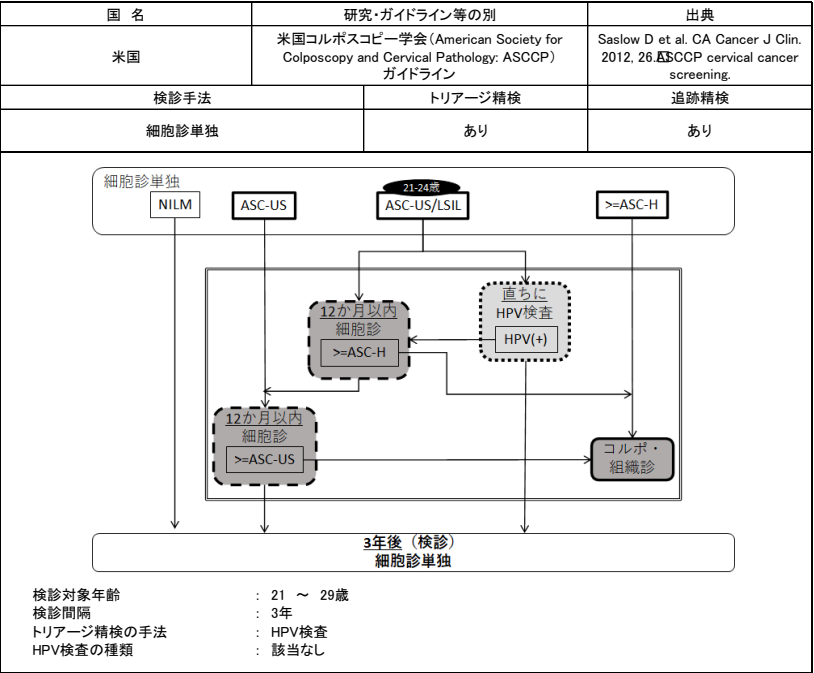 国 名
研究・ガイドライン等の別
出典
米国
米国コルポスコピー学会（American Society for
Colposcopy and Cervical Pathology: ASCCP）
ガイドライン
Saslow D et al. CA Cancer J Clin.
2012, 26. ASCCP cervical cancer
screening.
検診手法
トリアージ精検
追跡精検
細胞診単独
あり
あり
細胞診単独
21-24歳
NILM
ASC-US
ASC-US/LSIL
>=ASC-H
直ちに
HPV検査
HPV(+)
12か月以内
細胞診
>=ASC-H
12か月以内
細胞診
>=ASC-US
コルポ・
組織診
3年後（検診）
細胞診単独
検診対象年齢 ： 21 ～ 29歳
検診間隔 ： 3年
トリアージ精検の手法 ： HPV検査
HPV検査の種類 ： 該当なし